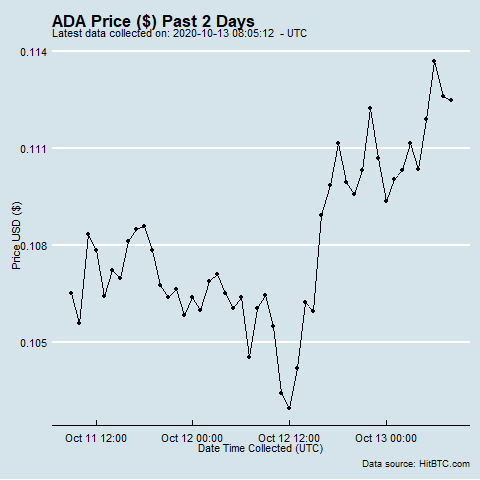 ADA Price ($) Past 2 Days
Latest data collected on: 2020-10-13 08:05:12 - UTC
0.114
0.111
0.108
0.105
Price USD ($)
Oct 11 12:00
Oct 12 00:00
Oct 12 12:00
Oct 13 00:00
Date Time Collected (UTC)
Data source: HitBTC.com